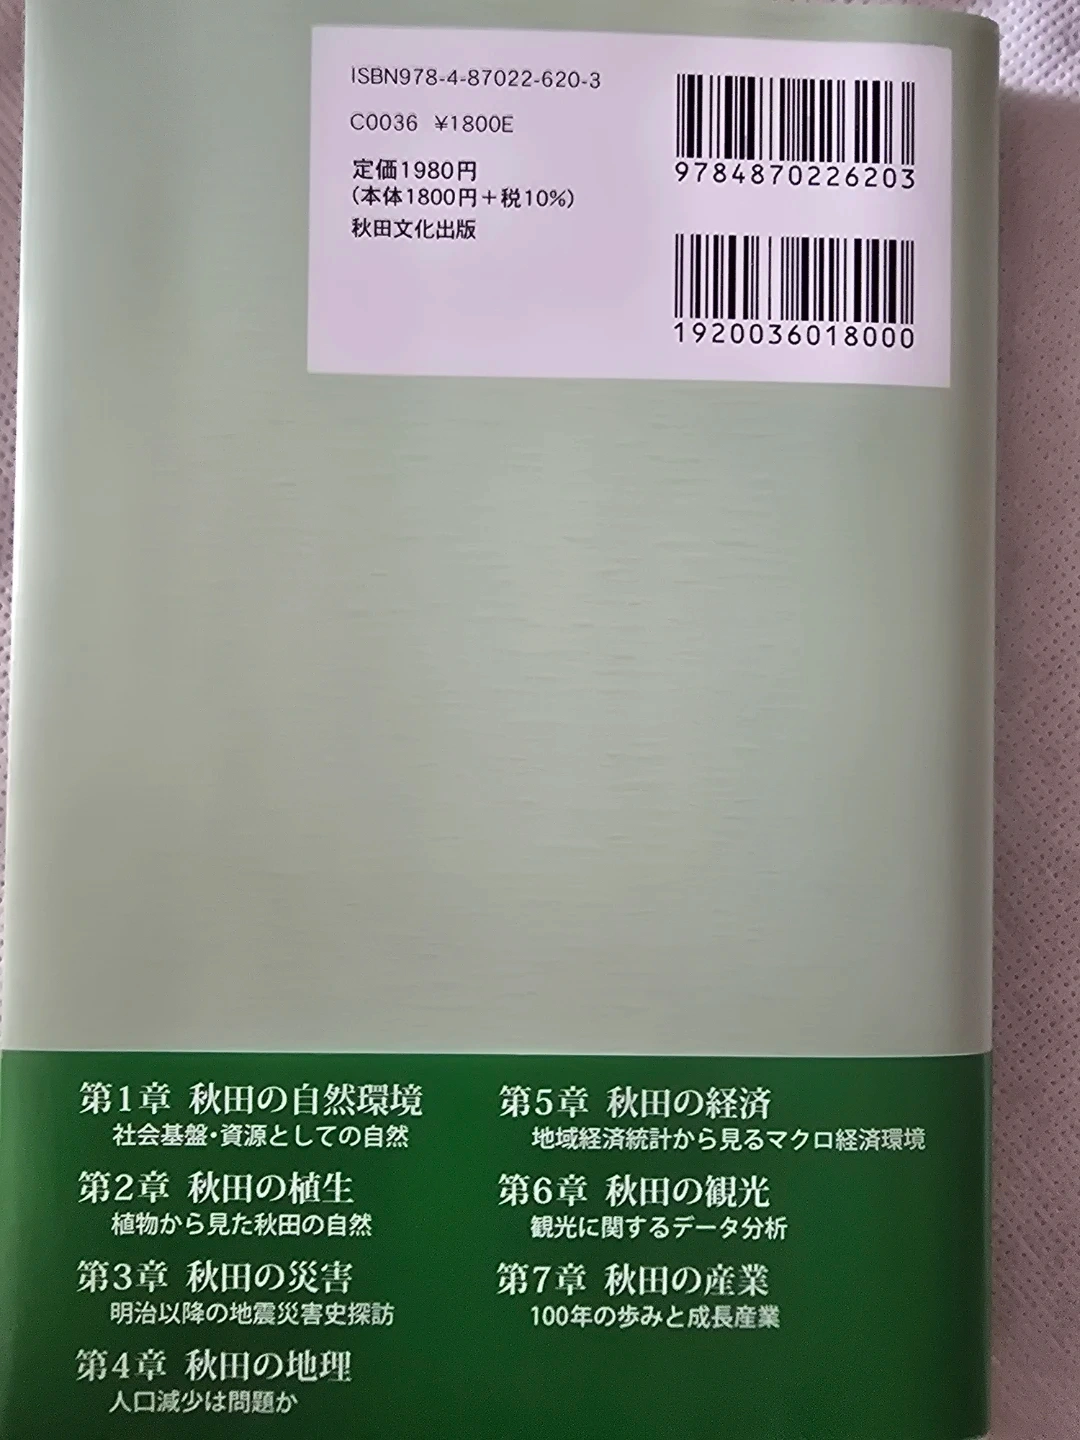 ISBN978-4-87022-620-3
C0036 ¥1800E
定価1980円
(本体1800円+税10%)
秋田文化出版
9784870226203
1920036018000
第1章 秋田の自然環境
社会基盤・資源としての自然
第2章 秋田の植生
植物から見た秋田の自然
第3章 秋田の災害
明治以降の地震災害史探訪
第4章 秋田の地理
人口減少は問題か
第5章 秋田の経済
地域経済統計から見るマクロ経済環境
第6章 秋田の観光
観光に関するデータ分析
第7章 秋田の産業
100年の歩みと成長産業